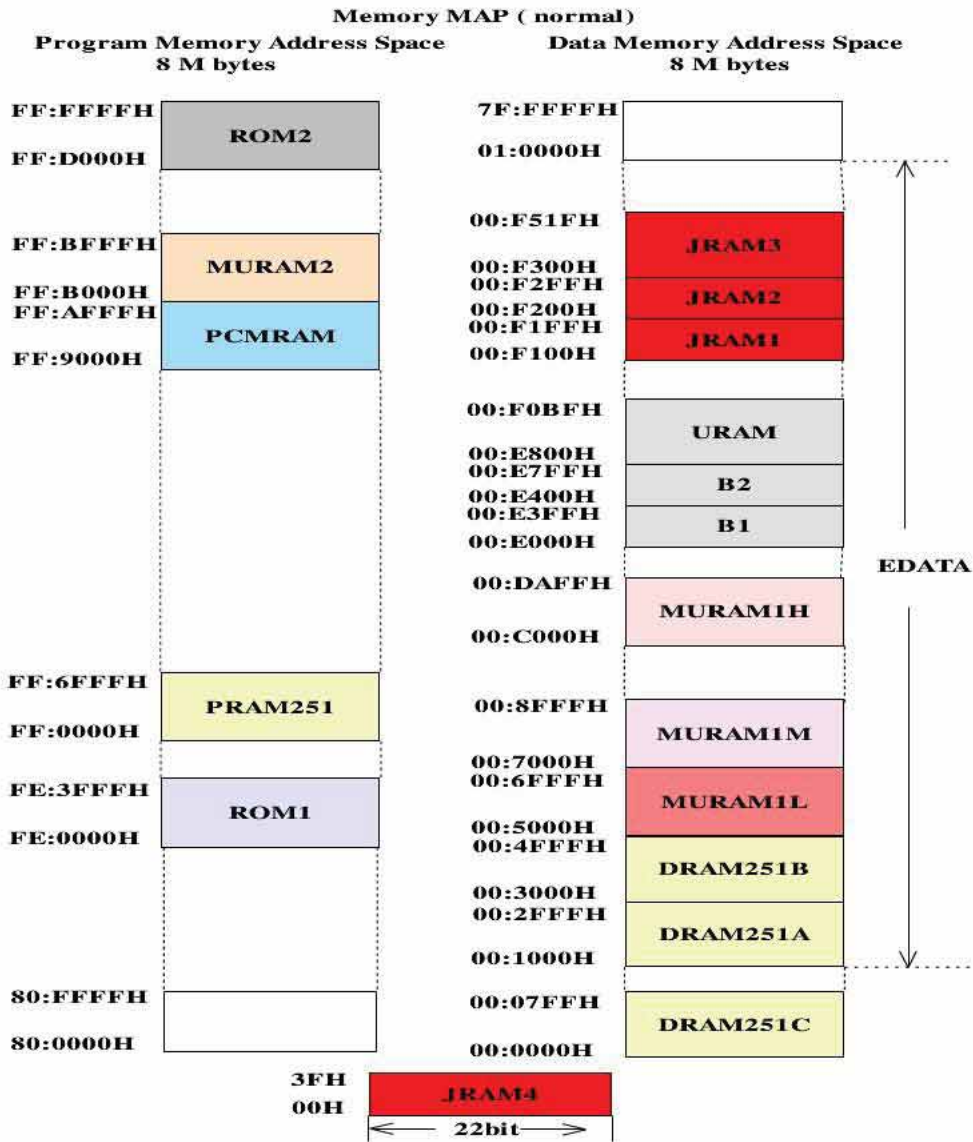 Memory MAP ( normal)
Program Memory Address Space
8 M bytes
FF:FFFFH
ROM2
FF:D000H
FF:BFFFH
MURAM2
FF:B000H
FF:AFFFH
PCMRAM
FF:9000H
FF:6FFFH
PRAM251
FF:0000H
FE:3FFFH
ROM1
FE:0000H
80:FFFFH
80:0000H
Data Memory Address Space
8 M bytes
7F:FFFFH
01:0000H
00:F51FH
JRAM3
00:F300H
00:F2FFH
JRAM2
00:F200H
00:F1FFH
JRAM1
00:F100H
00:F0BFH
URAM
00:E800H
00:E7FFH
B2
00:E400H
00:E3FFH
B1
00:E000H
EDATA
00:DAFFH
MURAM1H
00:C000H
00:8FFFH
MURAM1M
00:7000H
00:6FFFH
MURAM1L
00:5000H
00:4FFFH
DRAM251B
00:3000H
00:2FFFH
DRAM251A
00:1000H
00:07FFH
DRAM251C
00:0000H
3FH
JRAM4
00H
22bit